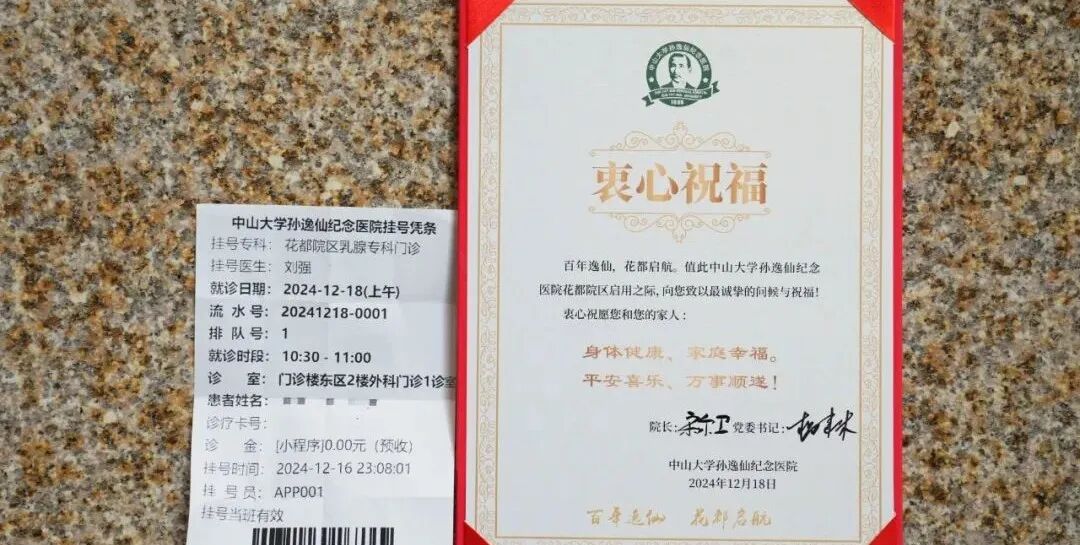 中山大学孙逸仙纪念医院挂号凭条
挂号专科： 花都院区乳腺专科门诊
挂号医生： 刘强
就诊日期： 2024-12-18(上午)
流 水 号： 20241218-0001
排 队 号： 1
就诊时段： 10:30 - 11:00
诊 室： 门诊楼东区2楼外科门诊1诊室
患者姓名：
诊疗卡号：
诊 金： [小程序]0.00元（预收）
挂号时间： 2024-12-16 23:08:01
挂 号 员： APP001
挂号当班有效
中山大学孙逸仙纪念医院
衷心祝福
百年逸仙，花都启航。值此中山大学孙逸仙纪念
医院花都院区启用之际，向您致以最诚挚的问候与祝福！
衷心祝愿您和您的家人：
身体健康、家庭幸福。
平安喜乐、万事顺遂！
院长： 党委书记：
中山大学孙逸仙纪念医院
2024年12月18日
百年逸仙 花都启航